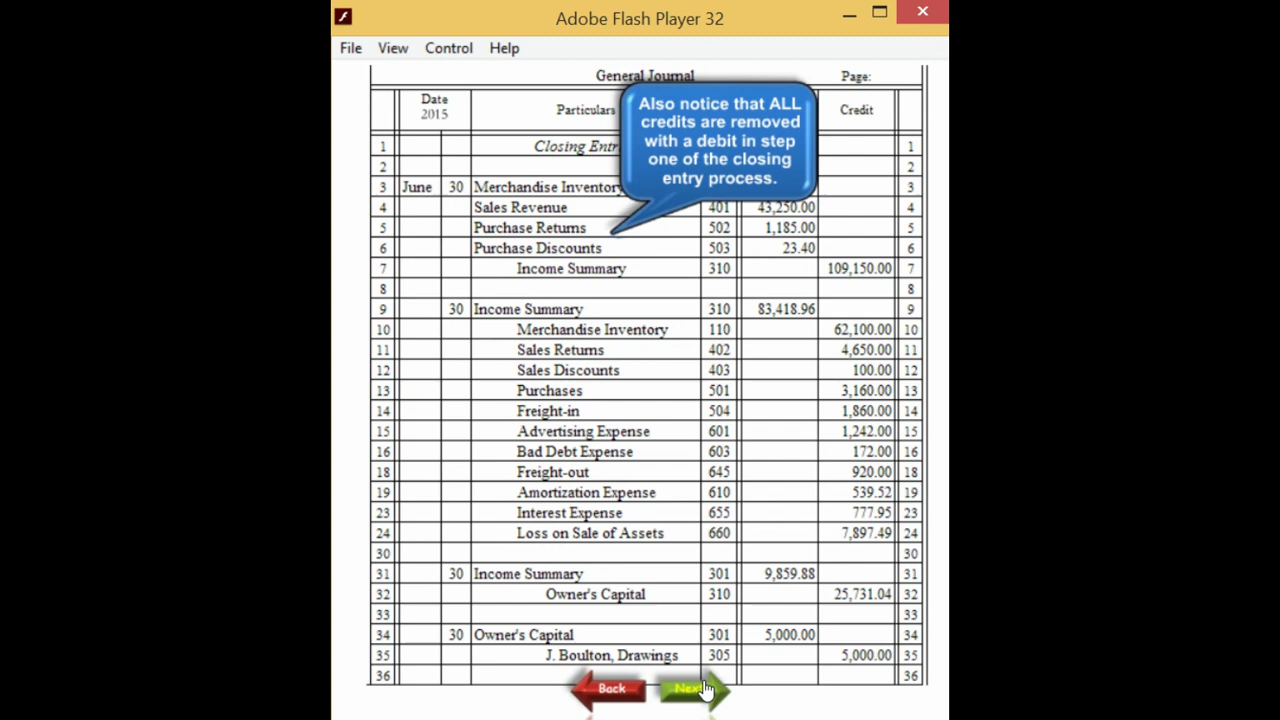 Adobe Flash Player 32
File View Control Help
General Journal Page:
Date 2015 Particulars Credit
Also notice that ALL
credits are removed
with a debit in step
one of the closing
entry process.
1 Closing 1
2
3 June 30 Merchandise Inventory 3
4 Sales Revenue 401 43,250.00 4
5 Purchase Returns 502 1,185.00 5
6 Purchase Discounts 503 23.40 6
7 Income Summary 310 109,150.00 7
8 8
9 30 Income Summary 310 83,418.96 9
10 Merchandise Inventory 110 62,100.00 10
11 Sales Returns 402 4,650.00 11
12 Sales Discounts 403 100.00 12
13 Purchases 501 3,160.00 13
14 Freight-in 504 1,860.00 14
15 Advertising Expense 601 1,242.00 15
16 Bad Debt Expense 603 172.00 16
18 Freight-out 645 920.00 18
19 Amortization Expense 610 539.52 19
23 Interest Expense 655 777.95 23
24 Loss on Sale of Assets 660 7,897.49 24
30 30
31 30 Income Summary 301 9,859.88 31
32 Owner's Capital 310 25,731.04 32
33 33
34 30 Owner's Capital 301 5,000.00 34
35 J. Boulton, Drawings 305 5,000.00 35
36 36
Back Next